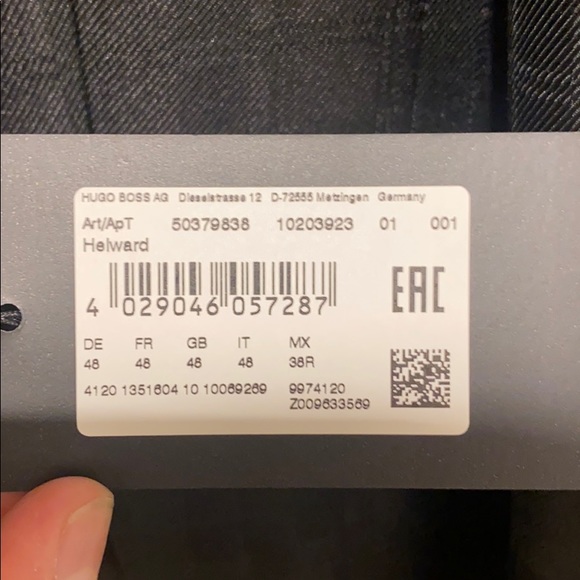 HUGO BOSS AG Dieselstrasse 12 D-72555 Metzingen Germany
Art/ApT 50379838 10203923 01 001
Helward
4 029046 057287 EAC
DE FR GB IT MX
48 48 48 48 38R
4120 1351604 10 10069269 9974120
Z009633569